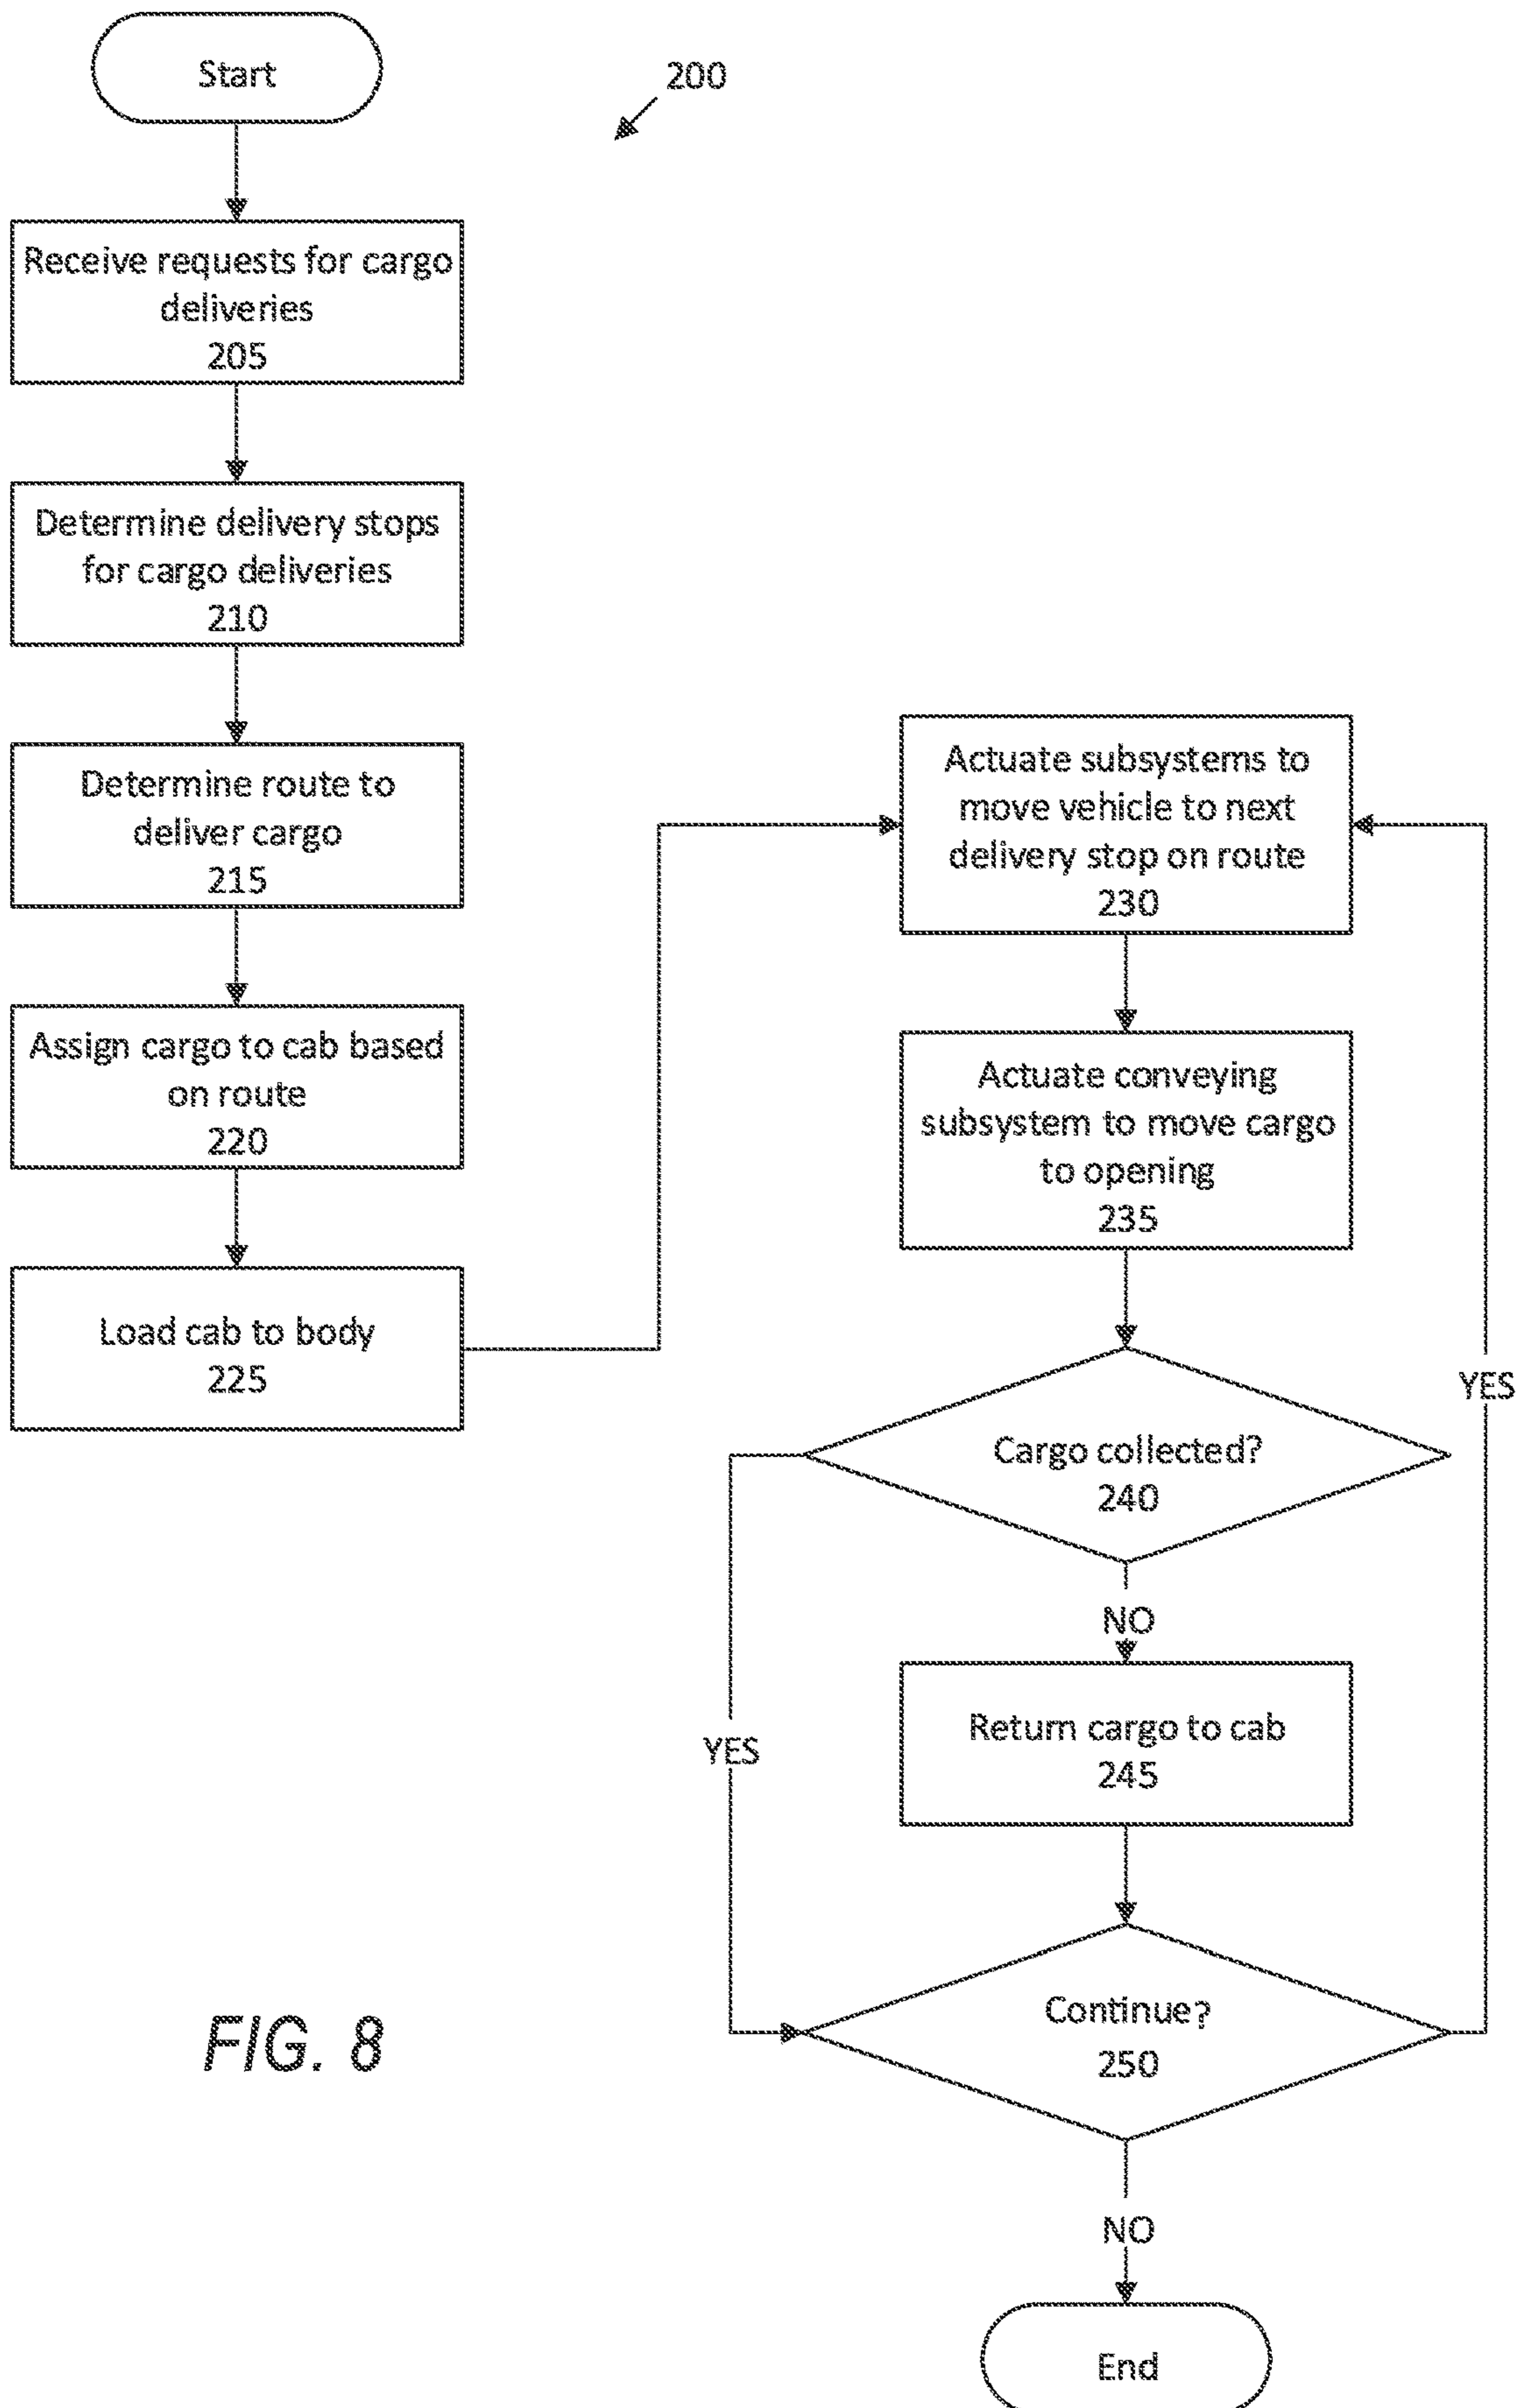 Start
200
Receive requests for cargo
deliveries
205
Determine delivery stops
for cargo deliveries
210
Determine route to
deliver cargo
215
Assign cargo to cab based
on route
220
Load cab to body
225
Actuate subsystems to
move vehicle to next
delivery stop on route
230
Actuate conveying
subsystem to move cargo
to opening
235
Cargo collected?
240
YES
NO
Return cargo to cab
245
YES
Continue?
250
NO
End
FIG. 8